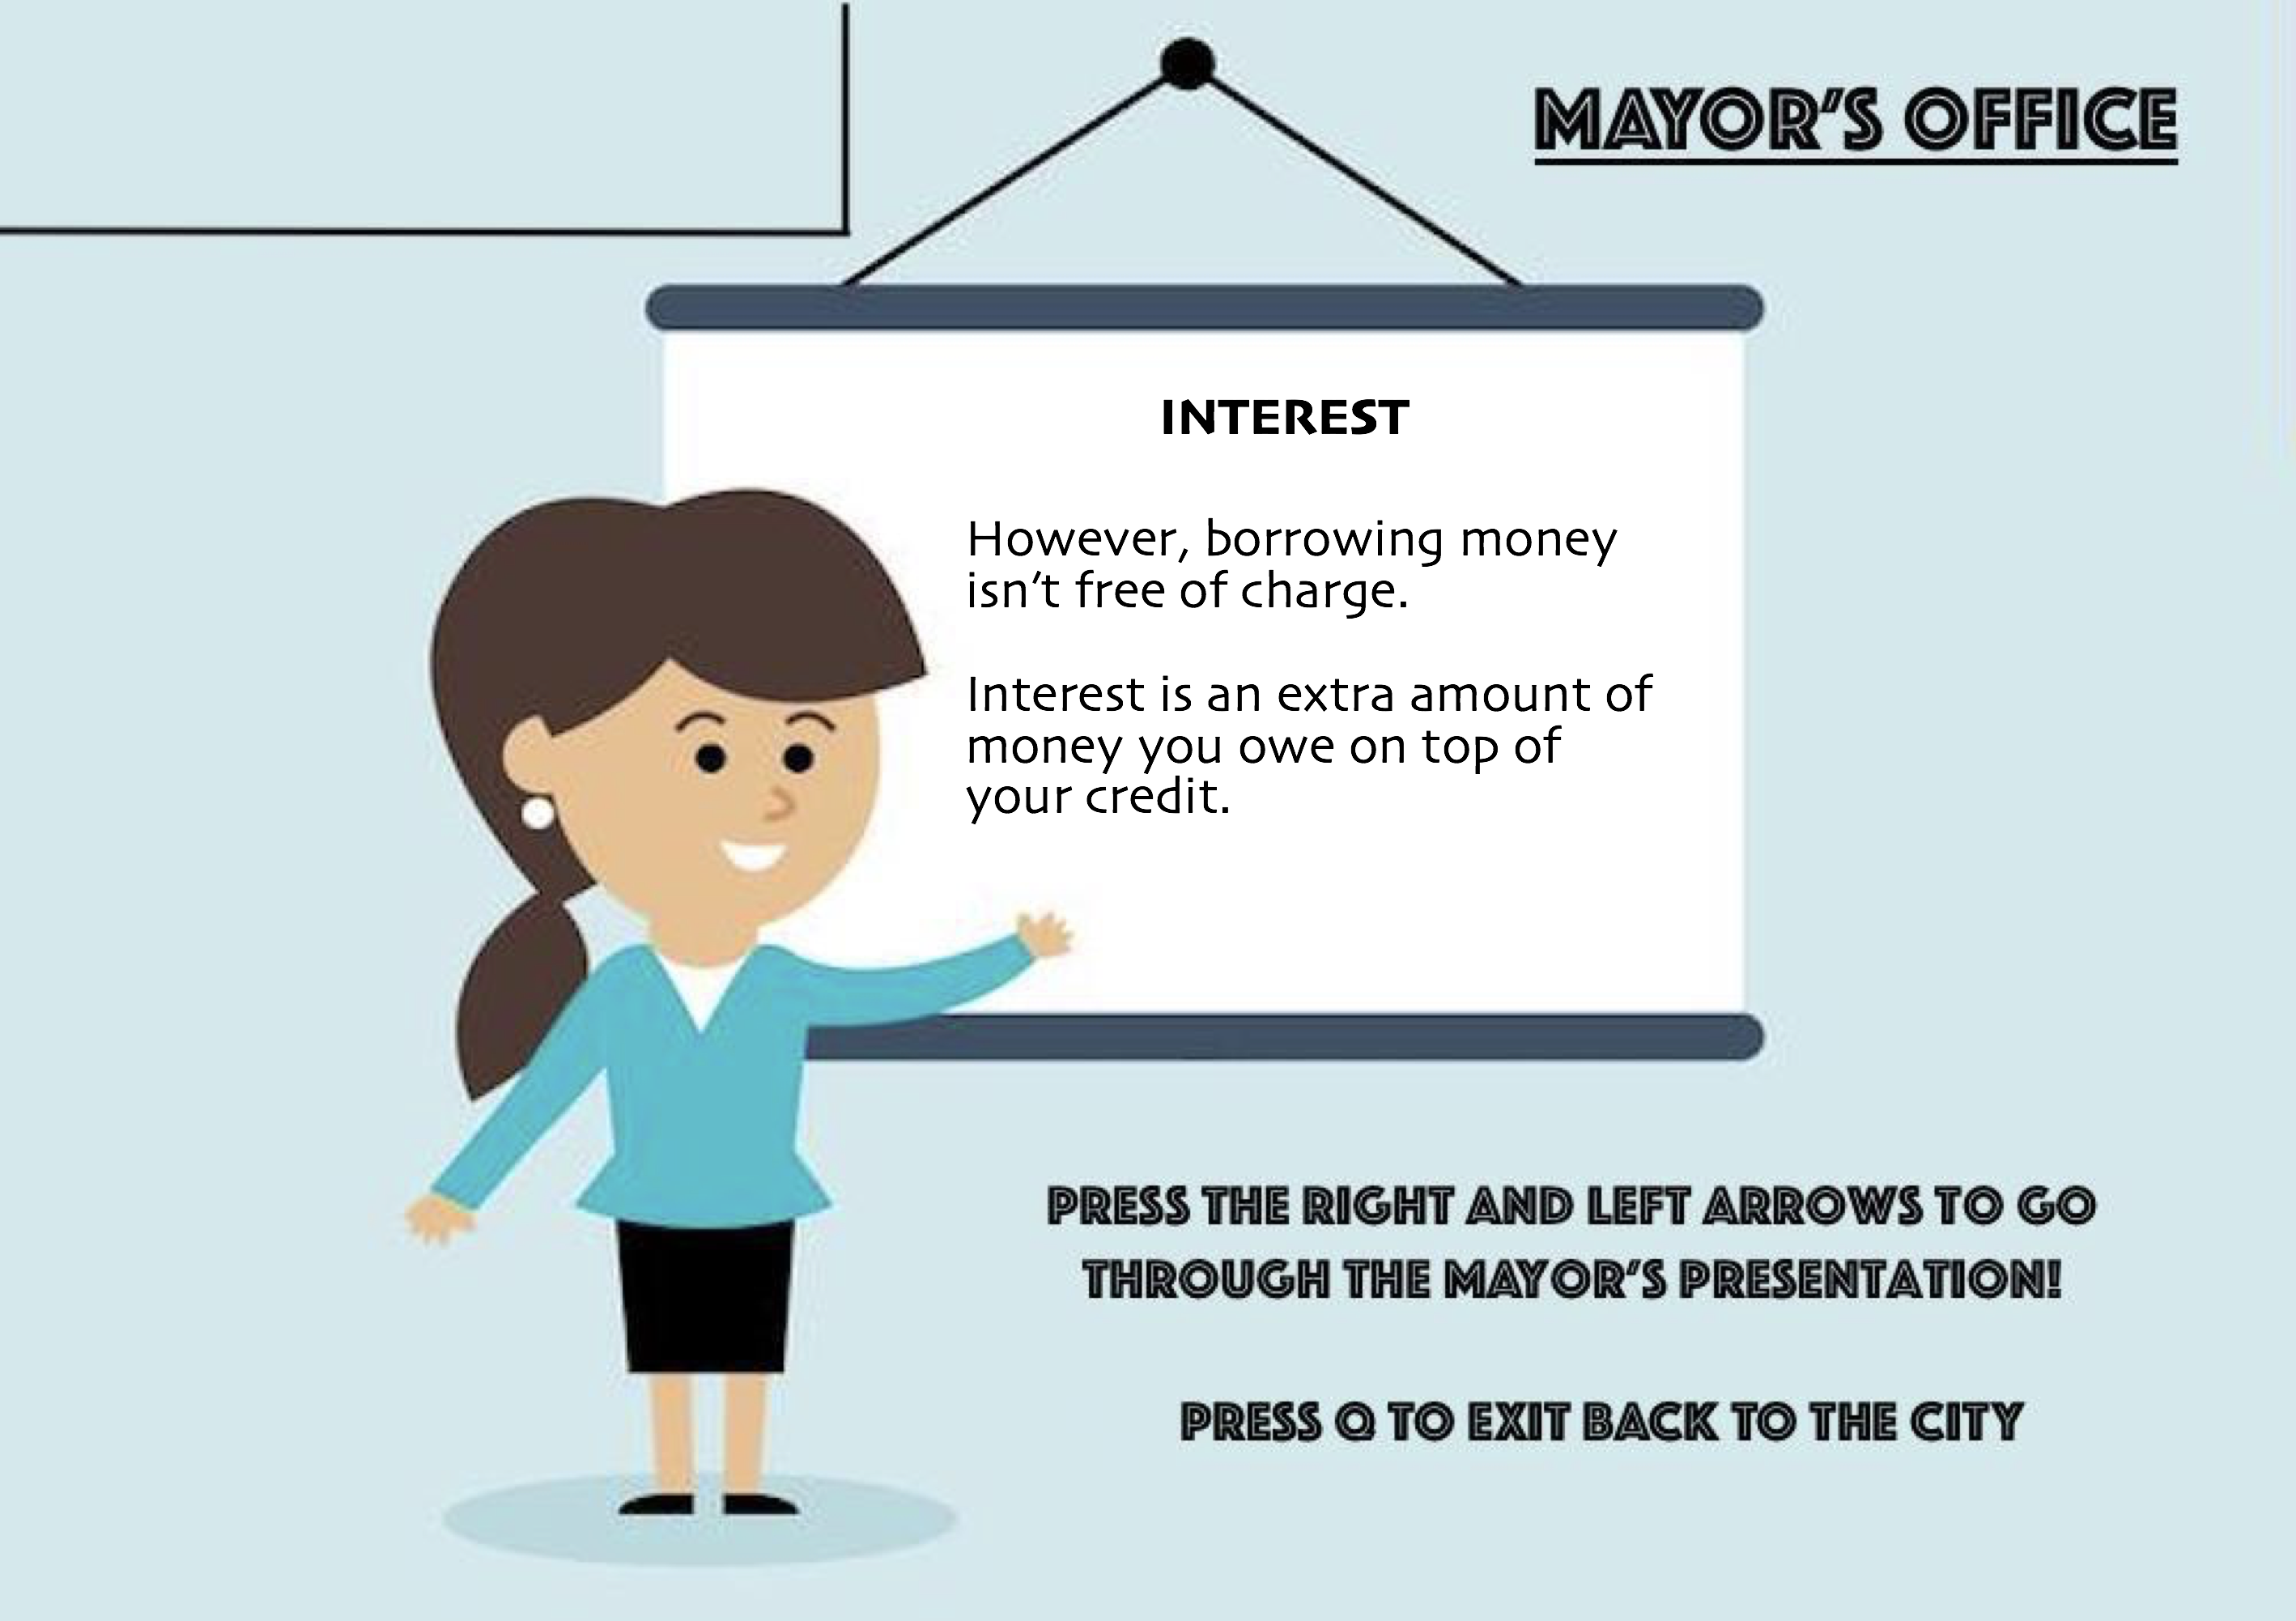 MAYOR'S OFFICE
INTEREST
However, borrowing money
isn't free of charge.
Interest is an extra amount of
money you owe on top of
your credit.
PRESS THE RIGHT AND LEFT ARROWS TO GO
THROUGH THE MAYOR'S PRESENTATION!
PRESS Q TO EXIT BACK TO THE CITY